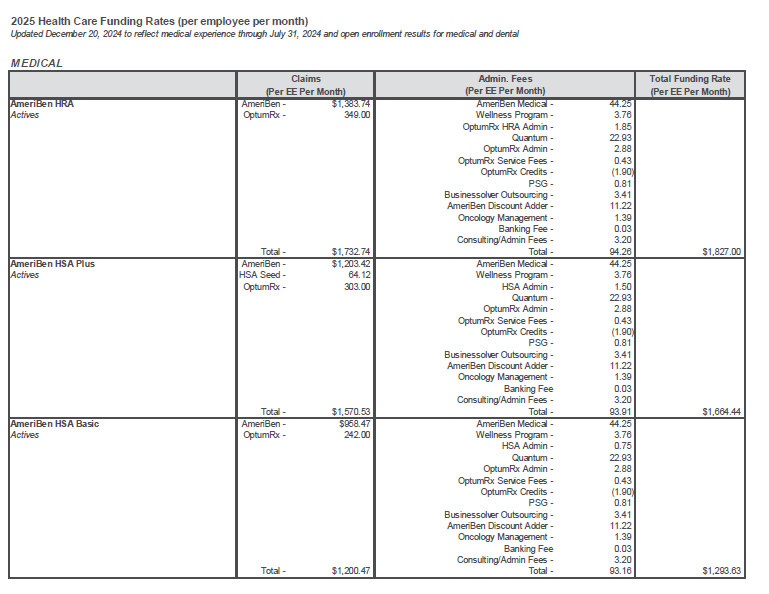 2025 Health Care Funding Rates (per employee per month)
Updated December 20, 2024 to reflect medical experience through July 31, 2024 and open enrollment results for medical and dental
MEDICAL
Claims Admin. Fees Total Funding Rate
(Per EE Per Month) (Per EE Per Month) (Per EE Per Month)
AmeriBen HRA AmeriBen - $1,383.74 AmeriBen Medical - 44.25
Actives OptumRx - 349.00 Wellness Program - 3.76
OptumRx HRA Admin - 1.85
Quantum - 22.93
OptumRx Admin - 2.88
OptumRx Service Fees - 0.43
OptumRx Credits - (1.90)
PSG - 0.81
Businessolver Outsourcing - 3.41
AmeriBen Discount Adder - 11.22
Oncology Management - 1.39
Banking Fee - 0.03
Consulting/Admin Fees - 3.20
Total - $1,732.74 Total - 94.26 $1,827.00
AmeriBen HSA Plus AmeriBen - $1,203.42 AmeriBen Medical - 44.25
Actives HSA Seed - 64.12 Wellness Program - 3.76
OptumRx - 303.00 HSA Admin - 1.50
Quantum - 22.93
OptumRx Admin - 2.88
OptumRx Service Fees - 0.43
OptumRx Credits - (1.90)
PSG - 0.81
Businessolver Outsourcing - 3.41
AmeriBen Discount Adder - 11.22
Oncology Management - 1.39
Banking Fee 0.03
Consulting/Admin Fees - 3.20
Total - $1,570.53 Total - 93.91 $1,664.44
AmeriBen HSA Basic AmeriBen - $958.47 AmeriBen Medical - 44.25
Actives OptumRx - 242.00 Wellness Program - 3.76
HSA Admin - 0.75
Quantum - 22.93
OptumRx Admin - 2.88
OptumRx Service Fees - 0.43
OptumRx Credits - (1.90)
PSG - 0.81
Businessolver Outsourcing - 3.41
AmeriBen Discount Adder - 11.22
Oncology Management - 1.39
Banking Fee 0.03
Consulting/Admin Fees - 3.20
Total - $1,200.47 Total - 93.16 $1,293.63